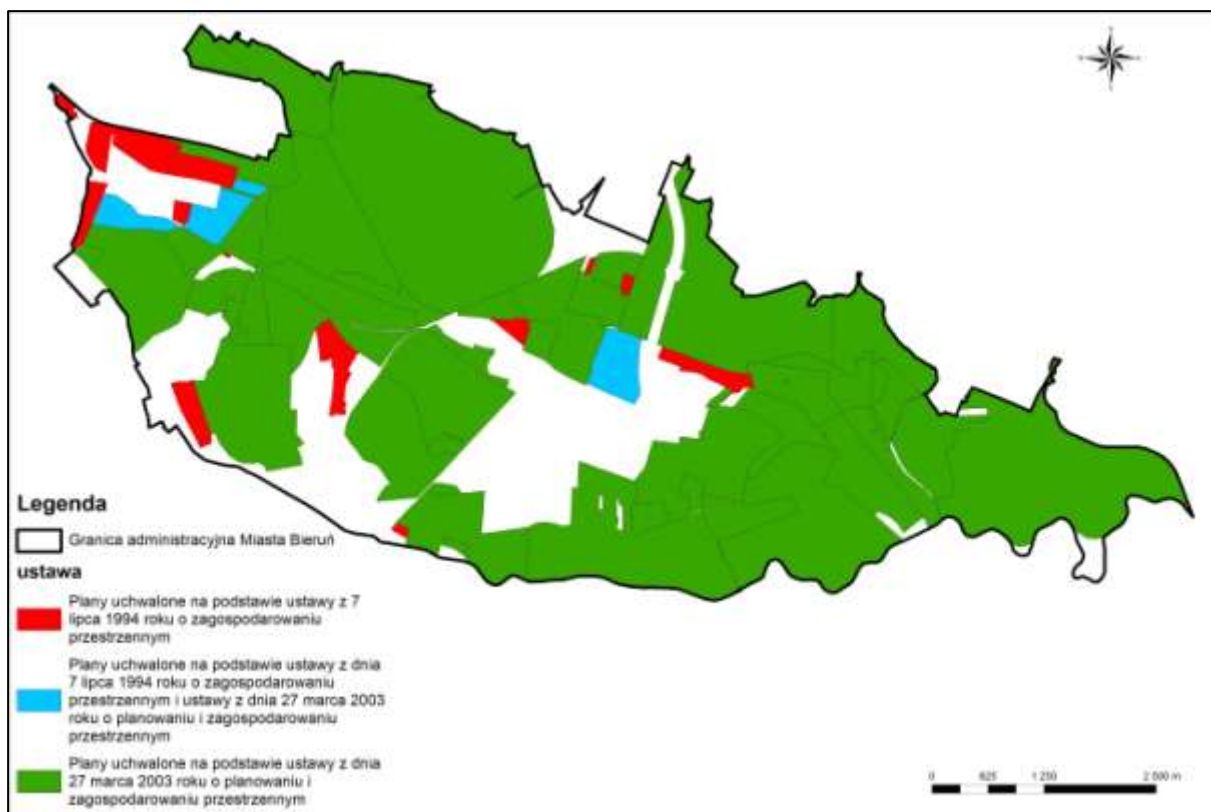 Legenda
Granica administracyjna Miasta Bieruń
ustawa
Plany uchwalone na podstawie ustawy z 7
lipca 1994 roku o zagospodarowaniu
przestrzennym
Plany uchwalone na podstawie ustawy z dnia
7 lipca 1994 roku o zagospodarowaniu
przestrzennym i ustawy z dnia 27 marca 2003
roku o planowaniu i zagospodarowaniu
przestrzennym
Plany uchwalone na podstawie ustawy z dnia
27 marca 2003 roku o planowaniu i
zagospodarowaniu przestrzennym
0 625 1 250 2 500 m